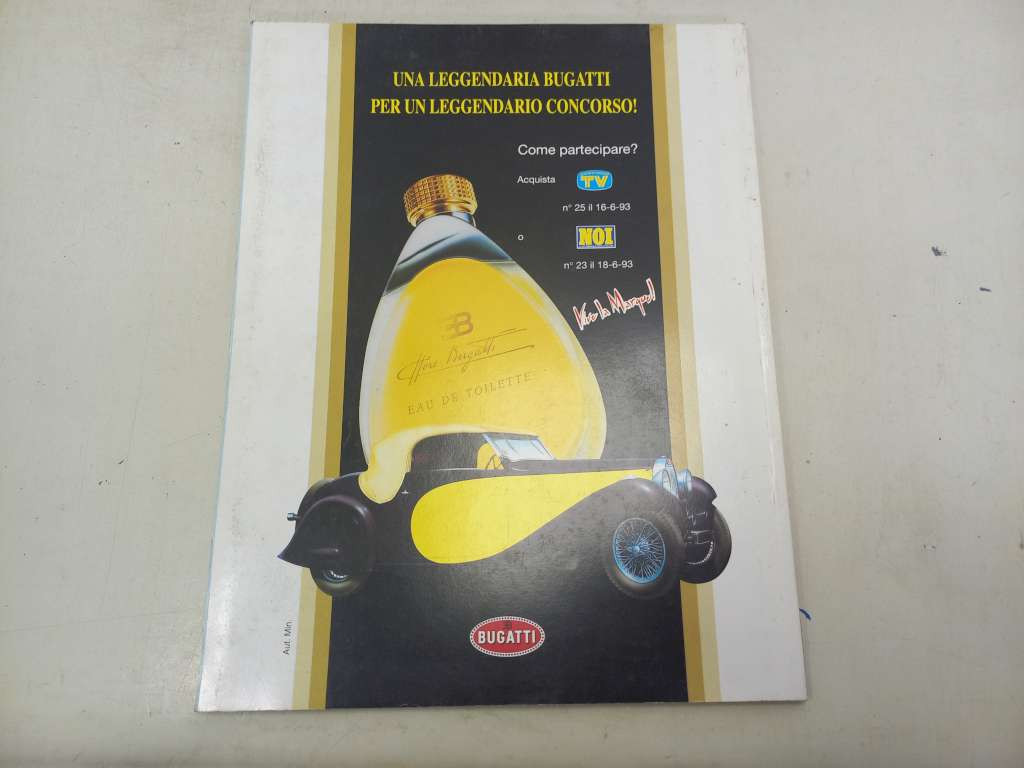 UNA LEGGENDARIA BUGATTI
PER UN LEGGENDARIO CONCORSO!
Come partecipare?
Acquista TV
n° 25 il 16-6-93
o NOI
n° 23 il 18-6-93
Viva la Marque!
EB
Ettore Bugatti
EAU DE TOILETTE
BUGATTI
Aut. Min.